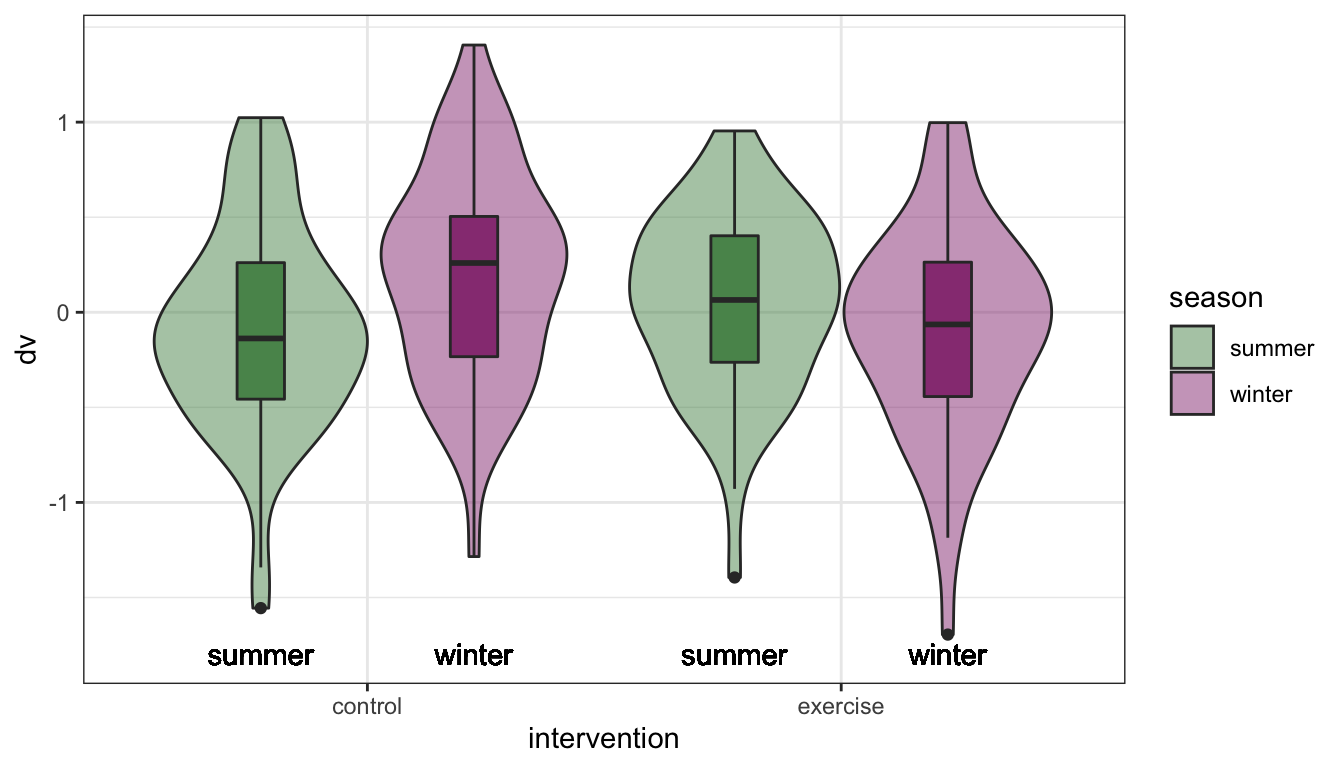 1
0
-1
dv
summer winter summer winter
control exercise
intervention
season
summer
winter